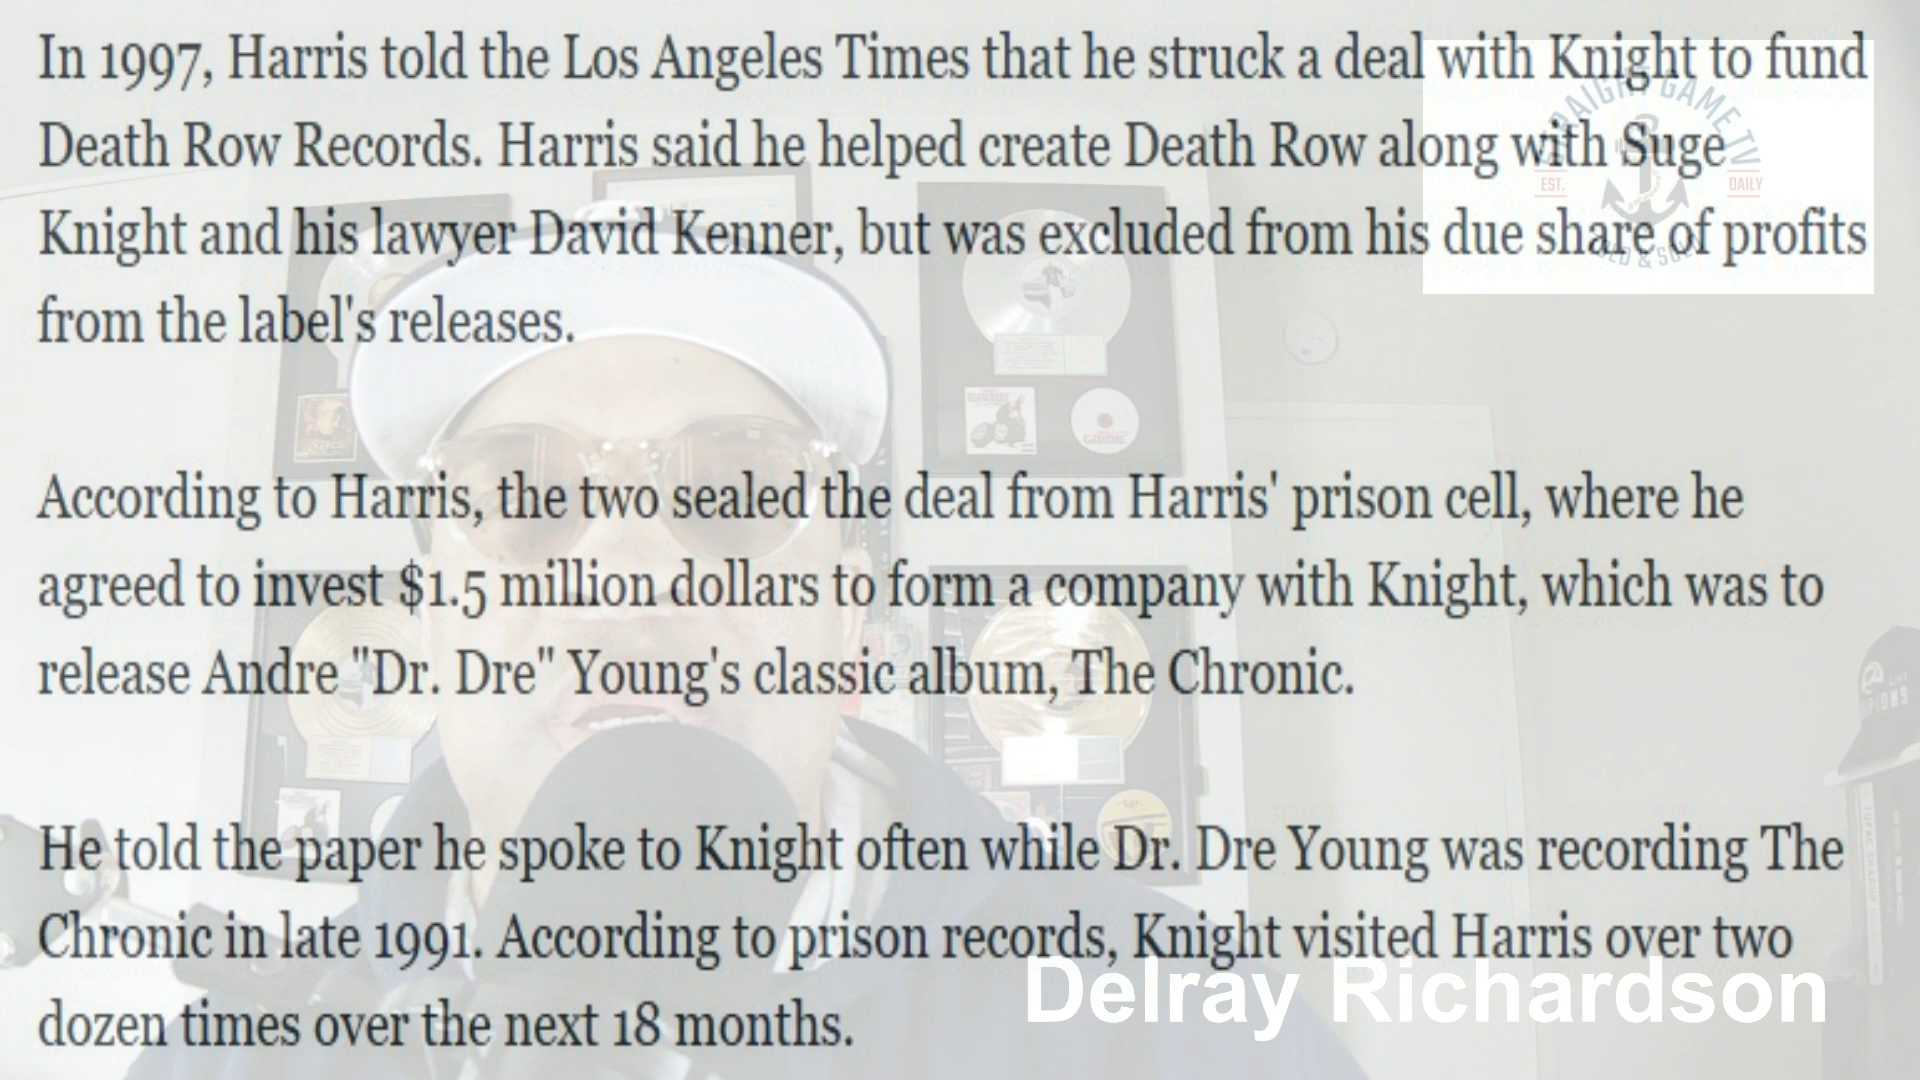 In 1997, Harris told the Los Angeles Times that he struck a deal with Knight to fund
Death Row Records. Harris said he helped create Death Row along with Suge
Knight and his lawyer David Kenner, but was excluded from his due share of profits
from the label's releases.
According to Harris, the two sealed the deal from Harris' prison cell, where he
agreed to invest $1.5 million dollars to form a company with Knight, which was to
release Andre "Dr. Dre" Young's classic album, The Chronic.
He told the paper he spoke to Knight often while Dr. Dre Young was recording The
Chronic in late 1991. According to prison records, Knight visited Harris over two
dozen times over the next 18 months.
STRAIGHT GAME TV
EST.
DAILY
Delray Richardson